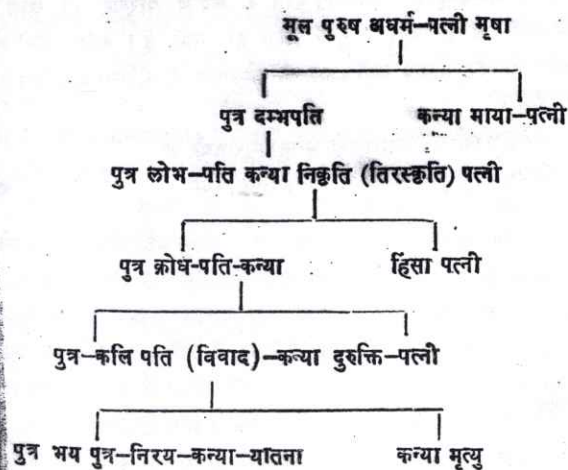 मूल पुरुष अधर्म-पत्नी मृषा
पुत्र दम्भपति कन्या माया-पत्नी
पुत्र लोभ-पति कन्या निकृति (तिरस्कृति) पत्नी
पुत्र क्रोध-पति-कन्या हिंसा पत्नी
पुत्र-कलि पति (विवाद)-कन्या दुरुक्ति-पत्नी
पुत्र भय पुत्र-निरय-कन्या-यातना कन्या मृत्यु